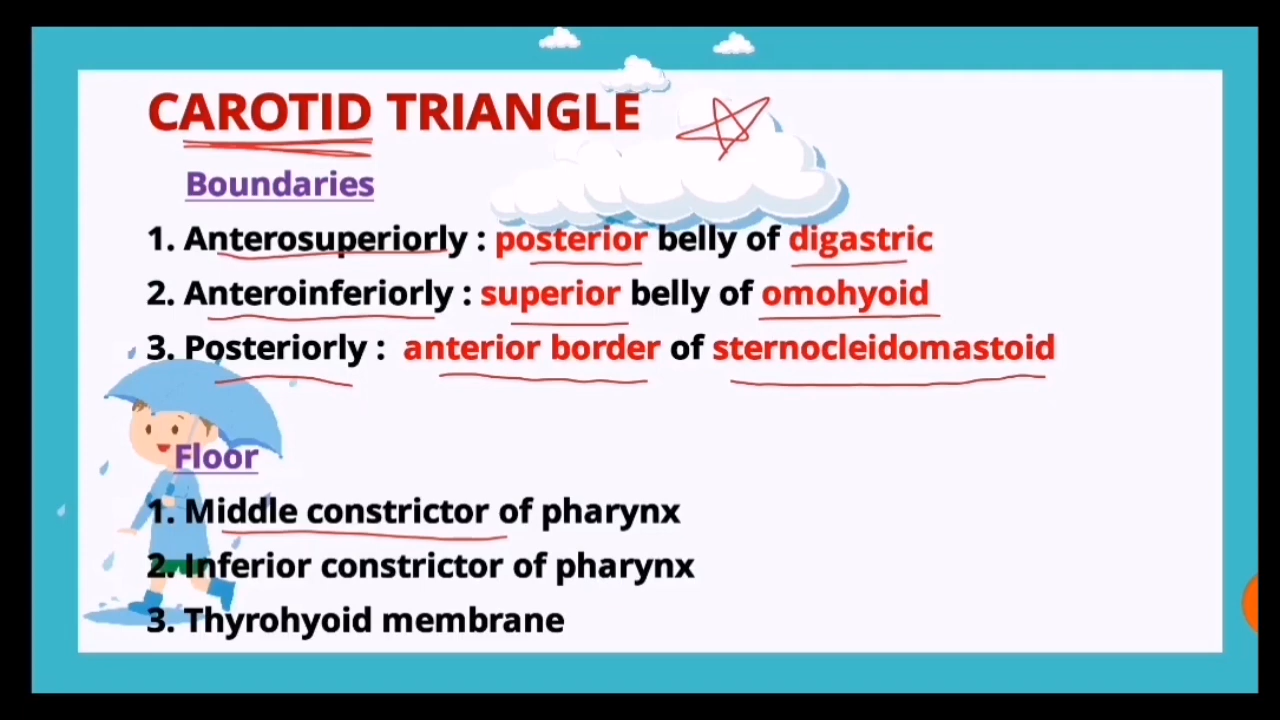 CAROTID TRIANGLE
Boundaries
1. Anterosuperiorly : posterior belly of digastric
2. Anteroinferiorly : superior belly of omohyoid
3. Posteriorly : anterior border of sternocleidomastoid
Floor
1. Middle constrictor of pharynx
2. Inferior constrictor of pharynx
3. Thyrohyoid membrane